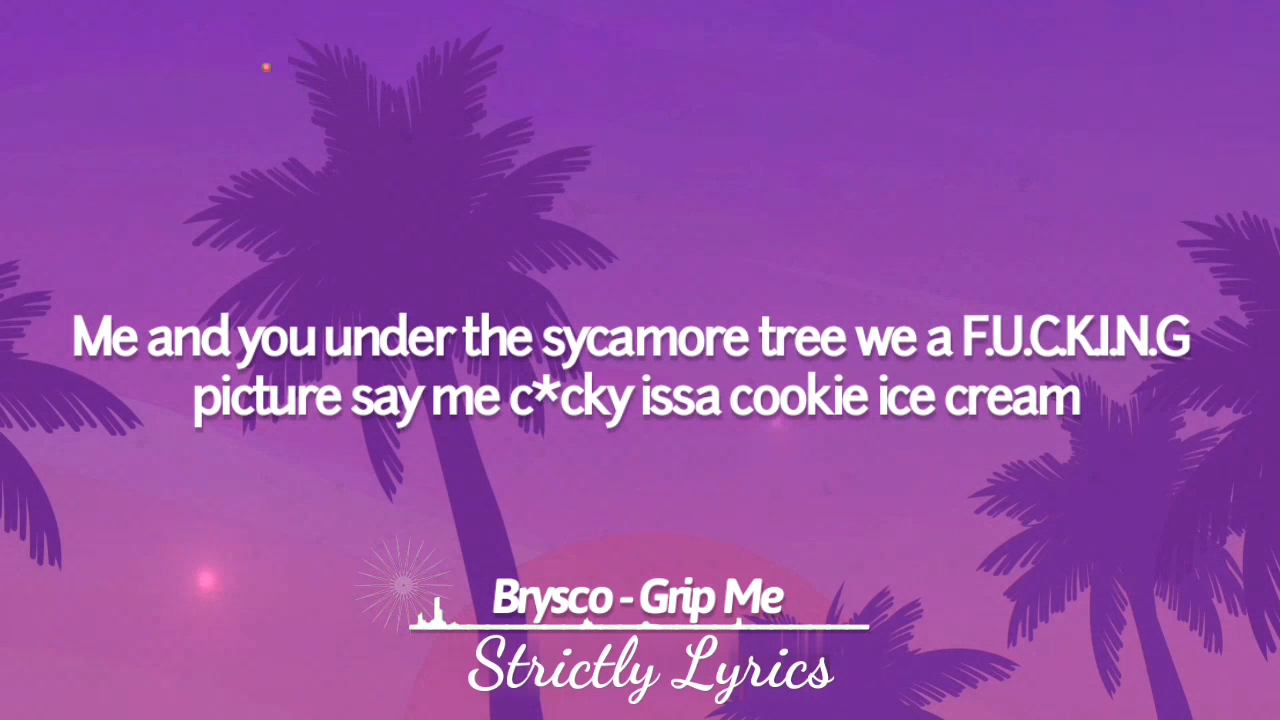 Me and you under the sycamore tree we a F.U.C.K.I.N.G
picture say me c*cky issa cookie ice cream
Brysco - Grip Me
Strictly Lyrics